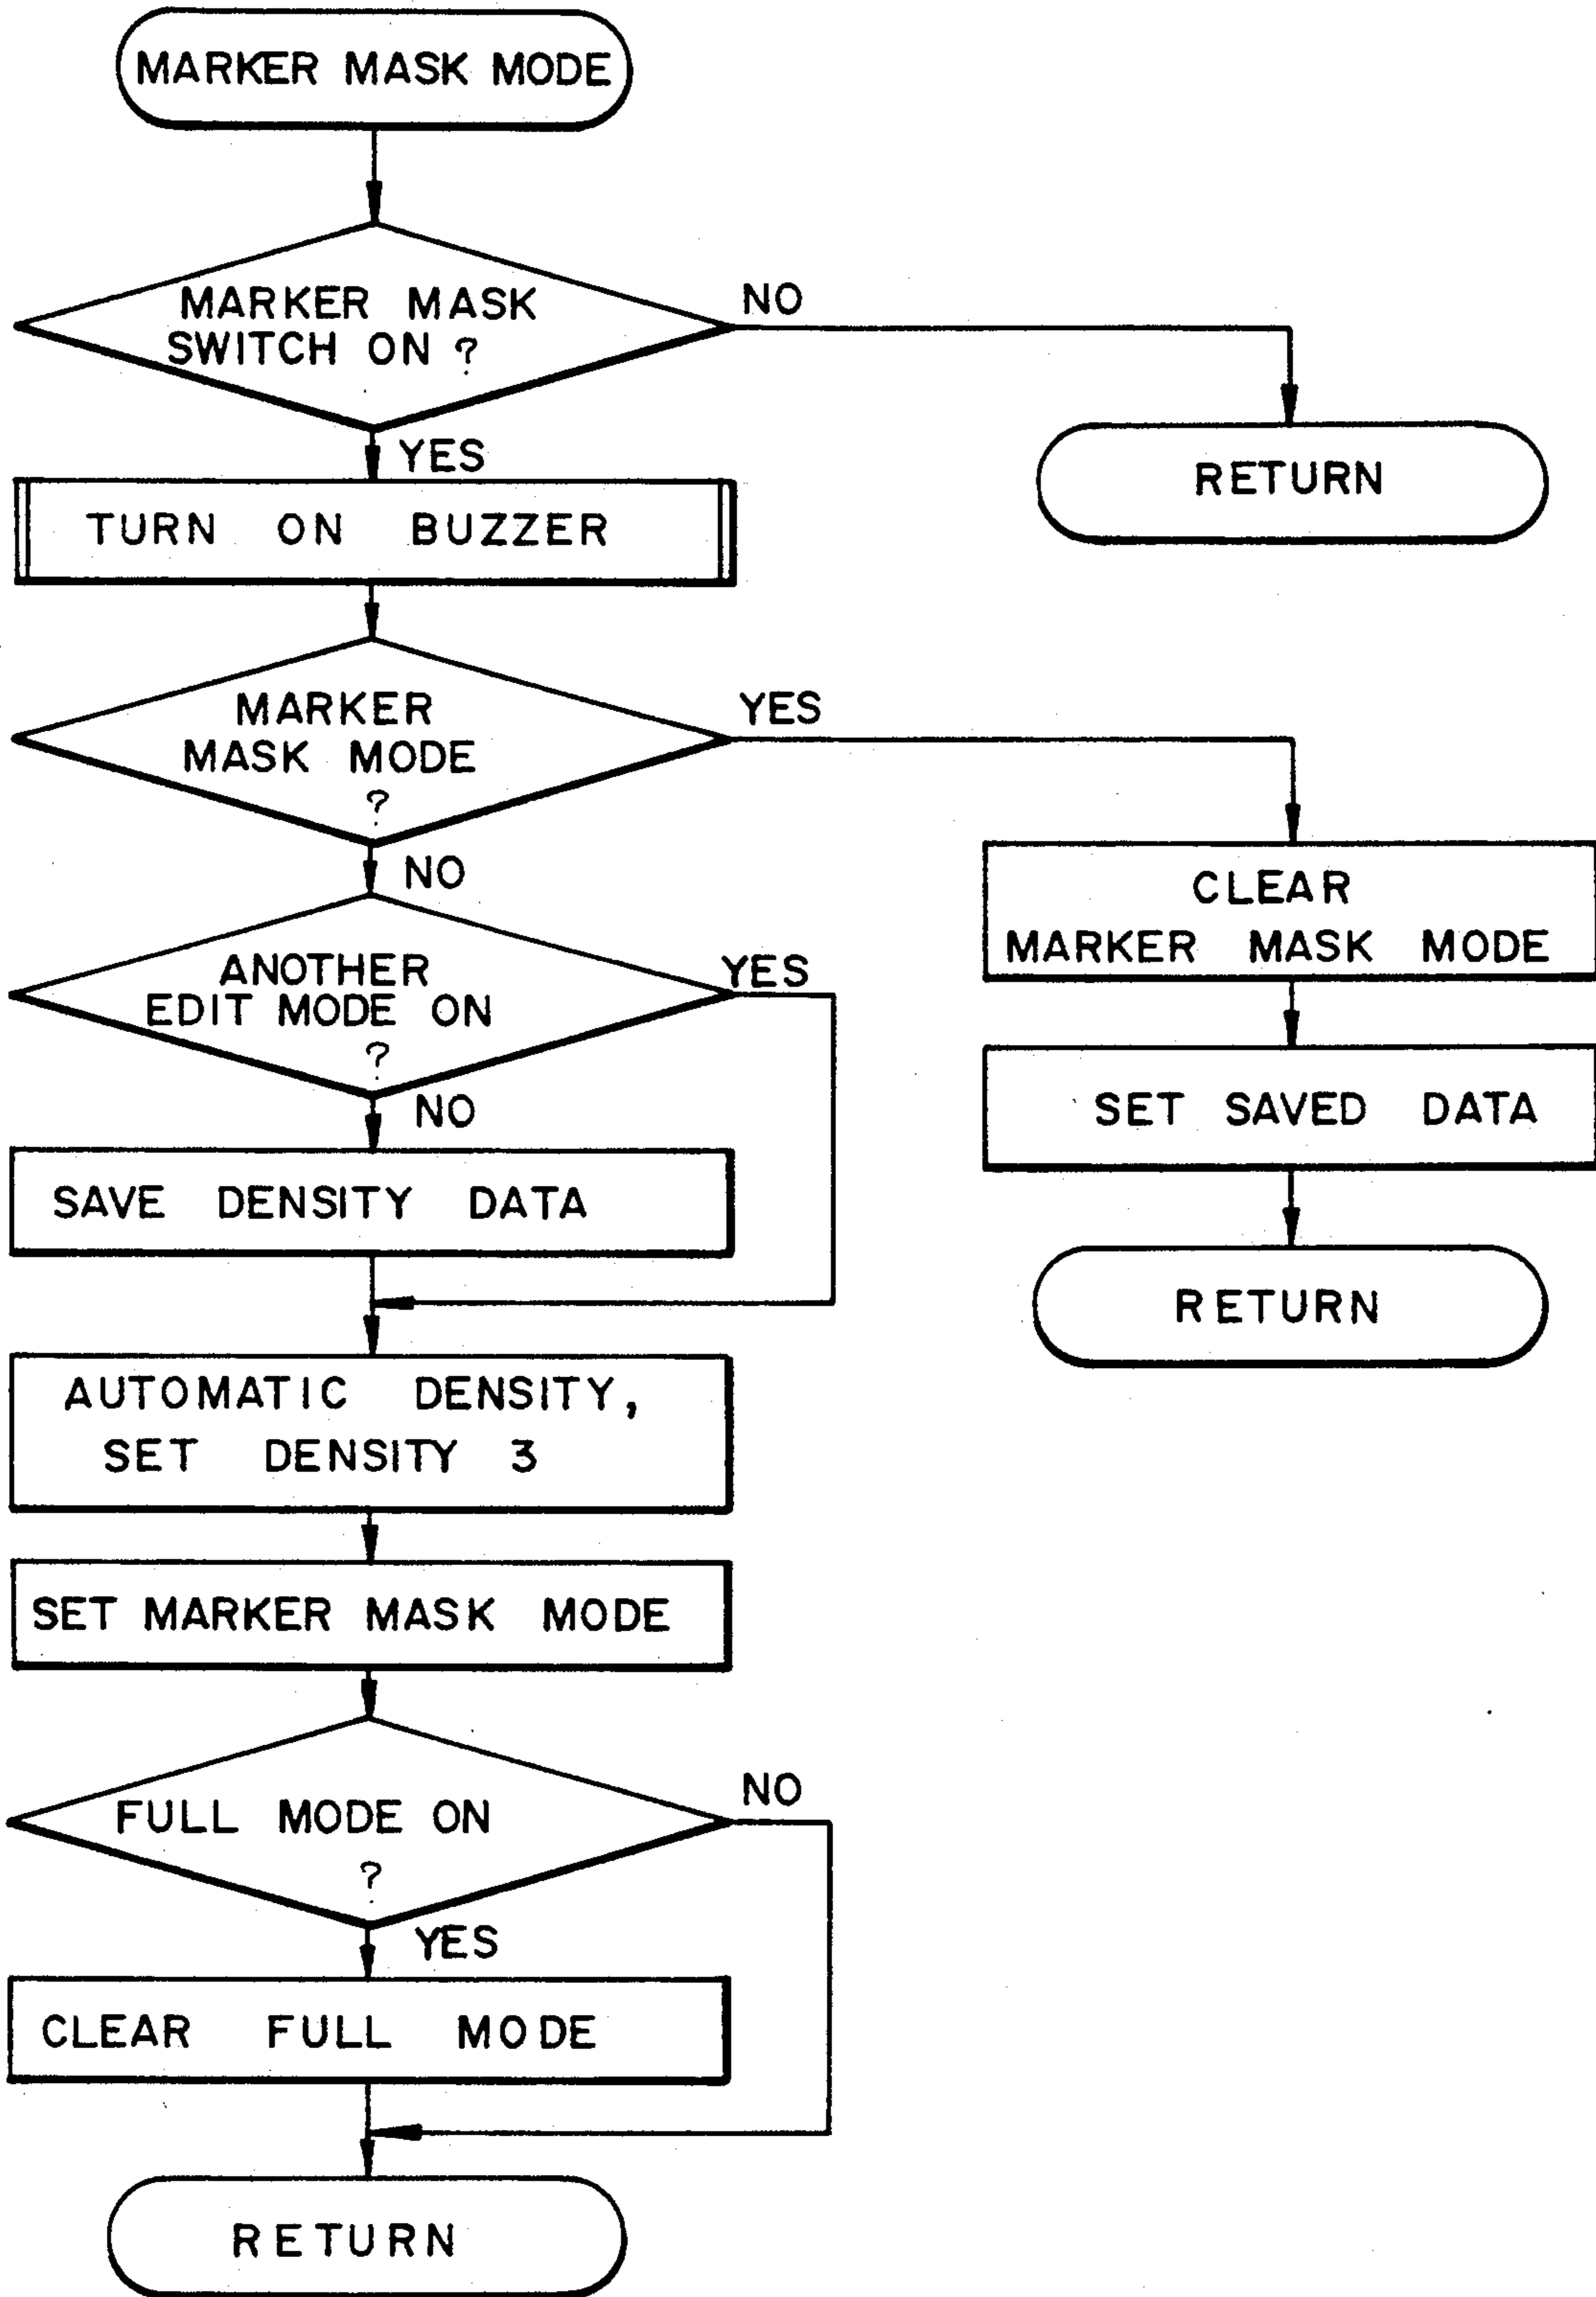 MARKER MASK MODE
MARKER MASK
SWITCH ON ?
NO
YES
RETURN
TURN ON BUZZER
MARKER
MASK MODE
?
YES
NO
CLEAR
MARKER MASK MODE
ANOTHER
EDIT MODE ON
?
YES
NO
SET SAVED DATA
SAVE DENSITY DATA
RETURN
AUTOMATIC DENSITY,
SET DENSITY 3
SET MARKER MASK MODE
FULL MODE ON
?
NO
YES
CLEAR FULL MODE
RETURN